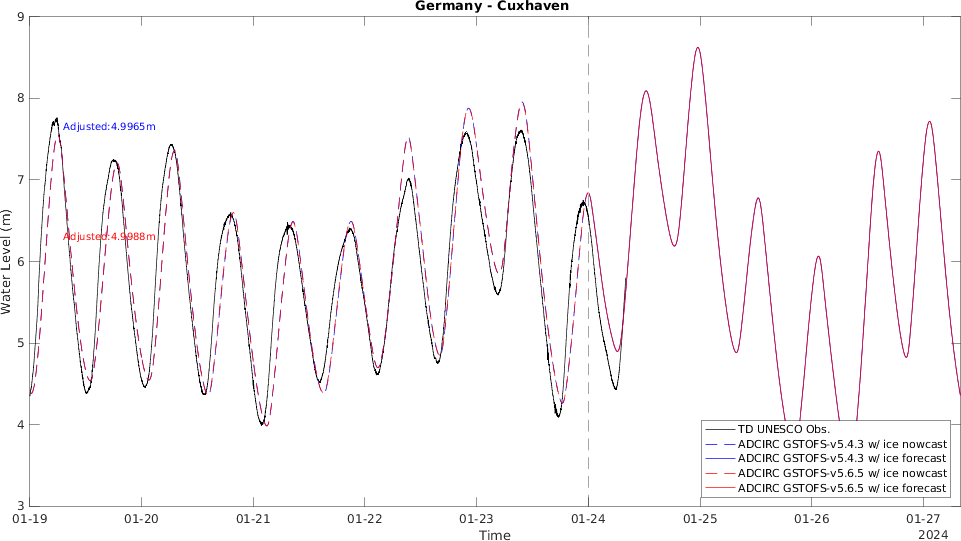 Germany - Cuxhaven
9
8
7
6
5
4
3
Water Level (m)
Adjusted:4.9965m
Adjusted:4.9988m
TD UNESCO Obs.
ADCIRC GSTOFS-v5.4.3 w/ ice nowcast
ADCIRC GSTOFS-v5.4.3 w/ ice forecast
ADCIRC GSTOFS-v5.6.5 w/ ice nowcast
ADCIRC GSTOFS-v5.6.5 w/ ice forecast
01-19 01-20 01-21 01-22 01-23 01-24 01-25 01-26 01-27
Time
2024